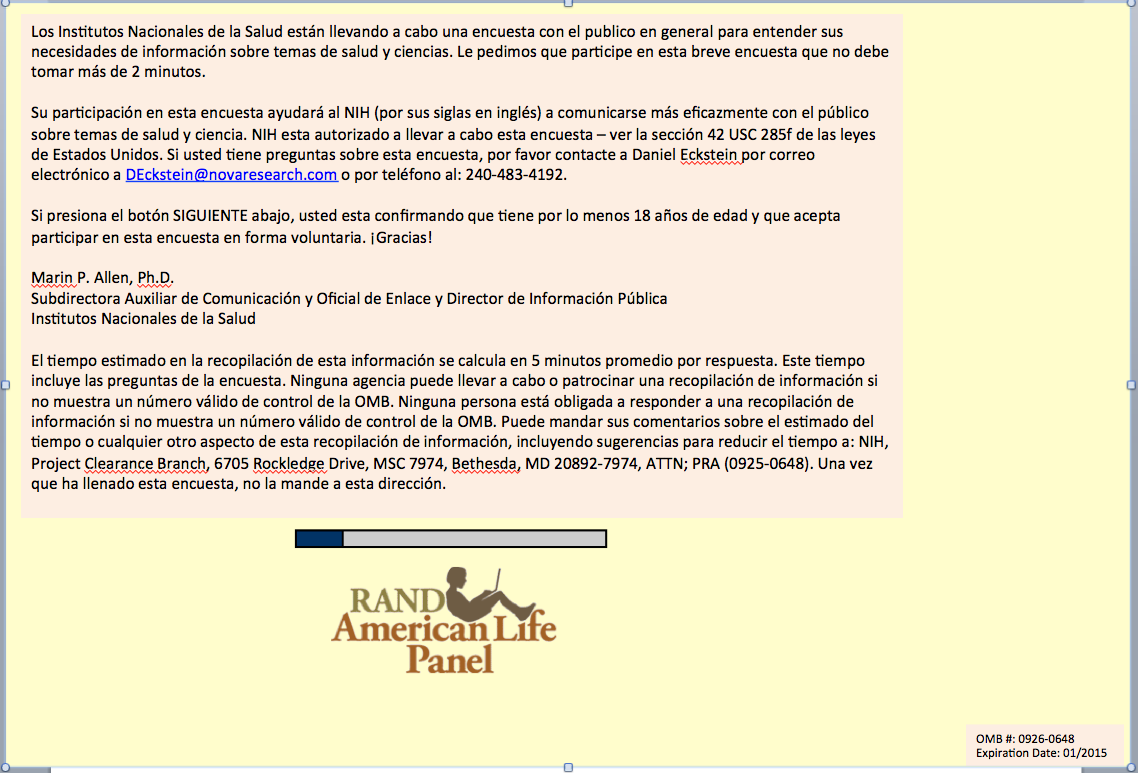 Los Institutos Nacionales de la Salud están llevando a cabo una encuesta con el publico en general para entender sus
necesidades de información sobre temas de salud y ciencias. Le pedimos que participe en esta breve encuesta que no debe
tomar más de 2 minutos.
Su participación en esta encuesta ayudará al NIH (por sus siglas en inglés) a comunicarse más eficazmente con el público
sobre temas de salud y ciencia. NIH esta autorizado a llevar a cabo esta encuesta – ver la sección 42 USC 285f de las leyes
de Estados Unidos. Si usted tiene preguntas sobre esta encuesta, por favor contacte a Daniel Eckstein por correo
electrónico a DEckstein@novaresearch.com o por teléfono al: 240-483-4192.
Si presiona el botón SIGUIENTE abajo, usted esta confirmando que tiene por lo menos 18 años de edad y que acepta
participar en esta encuesta en forma voluntaria. ¡Gracias!
Marin P. Allen, Ph.D.
Subdirectora Auxiliar de Comunicación y Oficial de Enlace y Director de Información Pública
Institutos Nacionales de la Salud
El tiempo estimado en la recopilación de esta información se calcula en 5 minutos promedio por respuesta. Este tiempo
incluye las preguntas de la encuesta. Ninguna agencia puede llevar a cabo o patrocinar una recopilación de información si
no muestra un número válido de control de la OMB. Ninguna persona está obligada a responder a una recopilación de
información si no muestra un número válido de control de la OMB. Puede mandar sus comentarios sobre el estimado del
tiempo o cualquier otro aspecto de esta recopilación de información, incluyendo sugerencias para reducir el tiempo a: NIH,
Project Clearance Branch, 6705 Rockledge Drive, MSC 7974, Bethesda, MD 20892-7974, ATTN; PRA (0925-0648). Una vez
que ha llenado esta encuesta, no la mande a esta dirección.
RAND
American Life
Panel
OMB #: 0926-0648
Expiration Date: 01/2015